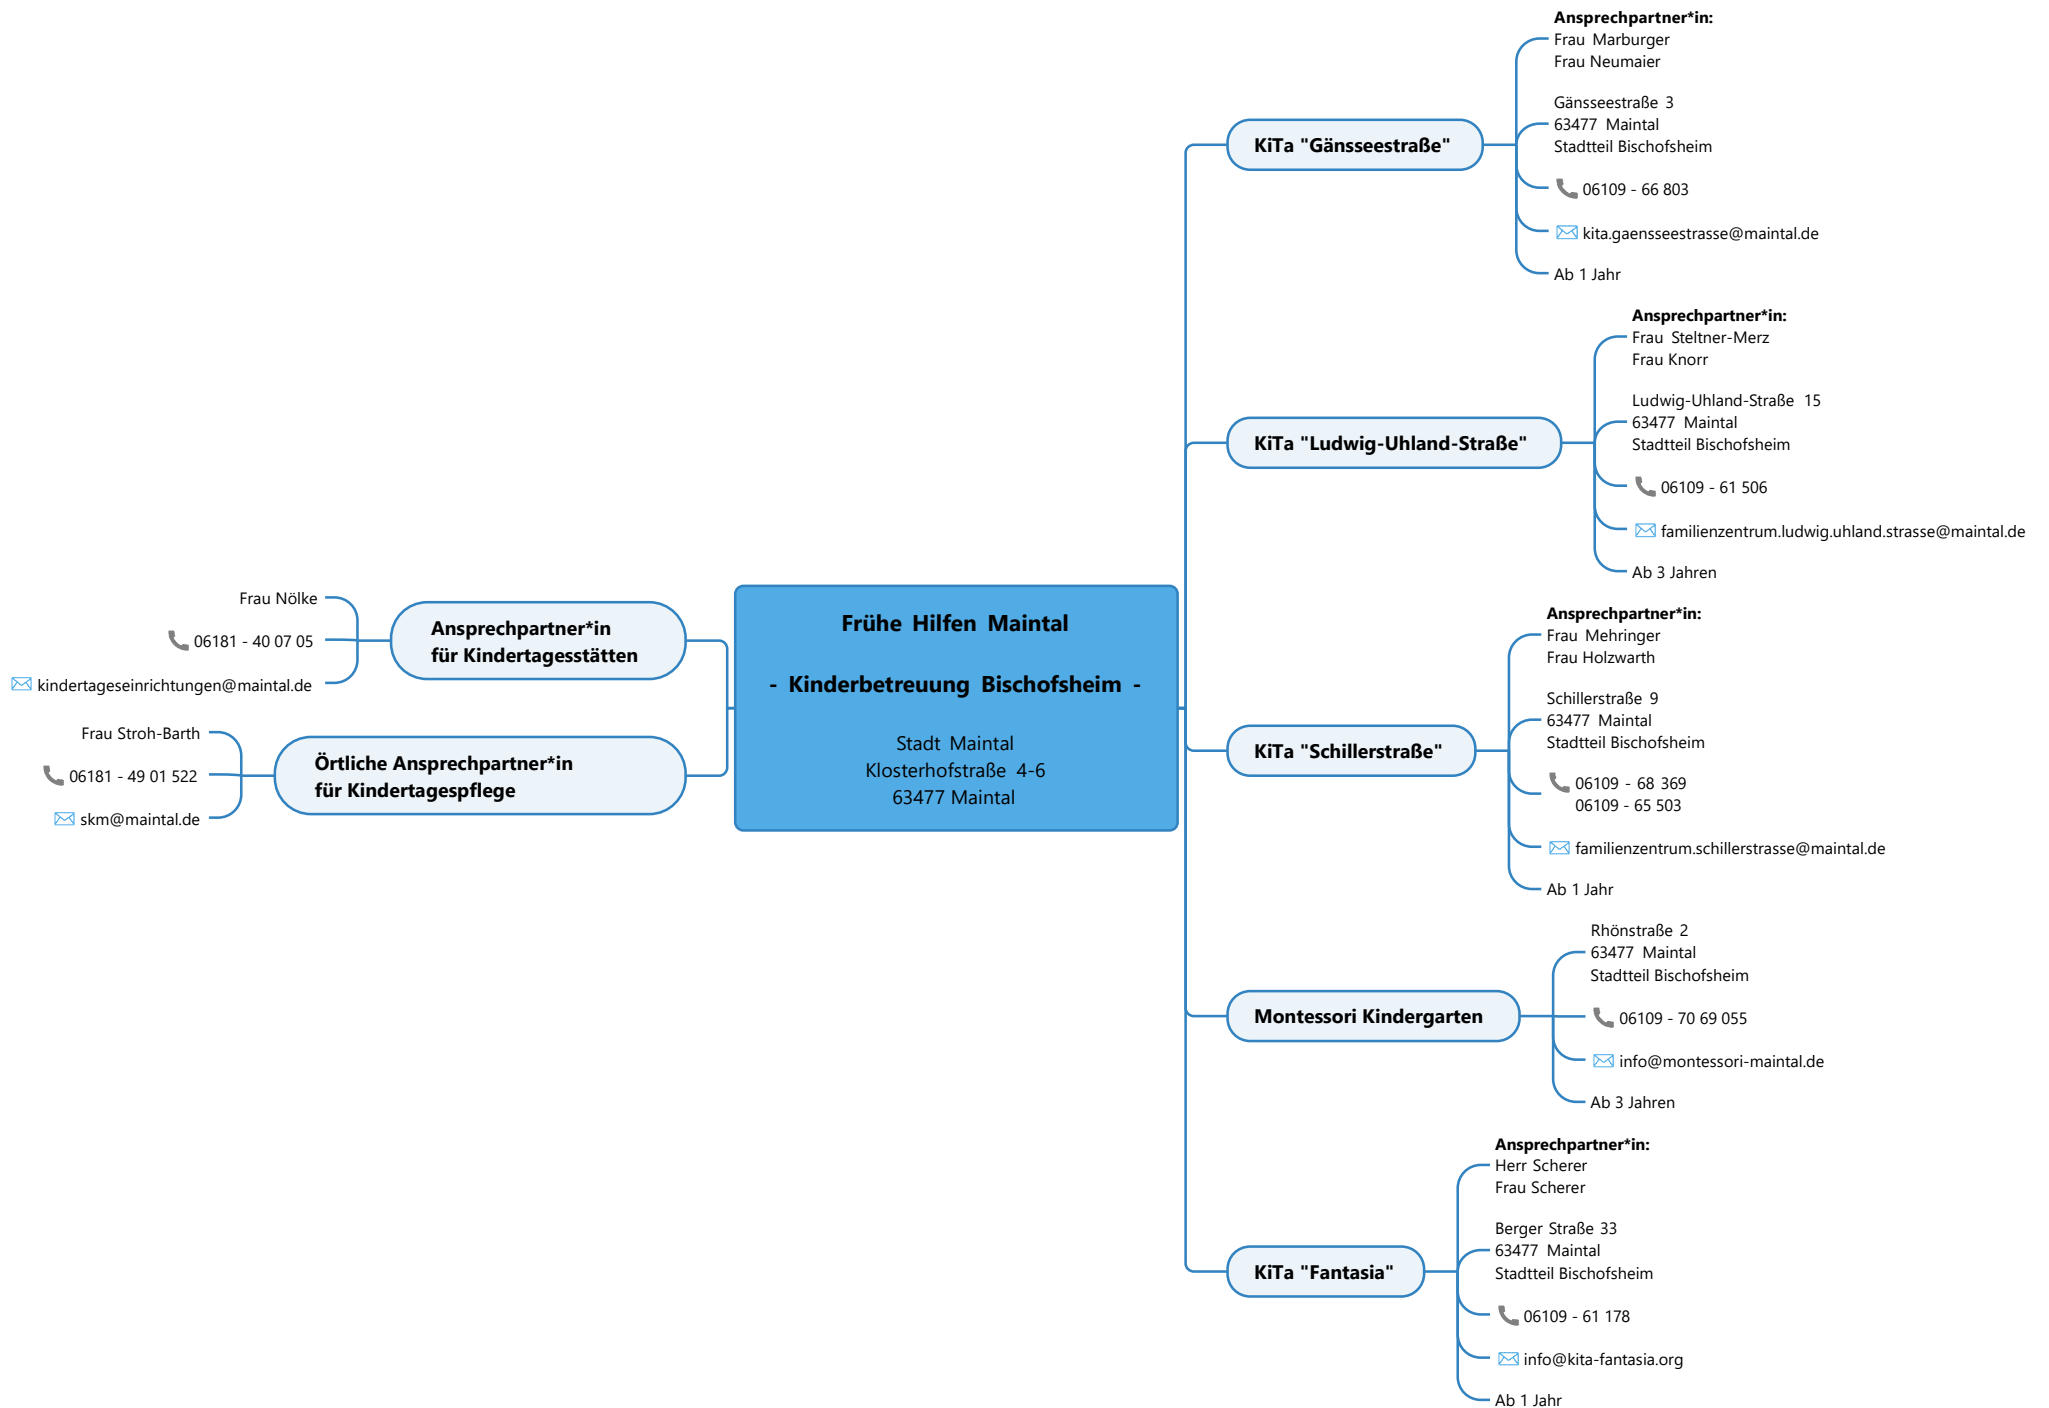 Frühe Hilfen Maintal
- Kinderbetreuung Bischofsheim -
Stadt Maintal
Klosterhofstraße 4-6
63477 Maintal
Ansprechpartner*in
für Kindertagesstätten
Frau Nölke
06181 - 40 07 05
kindertageseinrichtungen@maintal.de
Örtliche Ansprechpartner*in
für Kindertagespflege
Frau Stroh-Barth
06181 - 49 01 522
skm@maintal.de
KiTa "Gänsseestraße"
Ansprechpartner*in:
Frau Marburger
Frau Neumaier
Gänsseestraße 3
63477 Maintal
Stadtteil Bischofsheim
06109 - 66 803
kita.gaensseestrasse@maintal.de
Ab 1 Jahr
KiTa "Ludwig-Uhland-Straße"
Ansprechpartner*in:
Frau Steltner-Merz
Frau Knorr
Ludwig-Uhland-Straße 15
63477 Maintal
Stadtteil Bischofsheim
06109 - 61 506
familienzentrum.ludwig.uhland.strasse@maintal.de
Ab 3 Jahren
KiTa "Schillerstraße"
Ansprechpartner*in:
Frau Mehringer
Frau Holzwarth
Schillerstraße 9
63477 Maintal
Stadtteil Bischofsheim
06109 - 68 369
06109 - 65 503
familienzentrum.schillerstrasse@maintal.de
Ab 1 Jahr
Montessori Kindergarten
Rhönstraße 2
63477 Maintal
Stadtteil Bischofsheim
06109 - 70 69 055
info@montessori-maintal.de
Ab 3 Jahren
KiTa "Fantasia"
Ansprechpartner*in:
Herr Scherer
Frau Scherer
Berger Straße 33
63477 Maintal
Stadtteil Bischofsheim
06109 - 61 178
info@kita-fantasia.org
Ab 1 Jahr